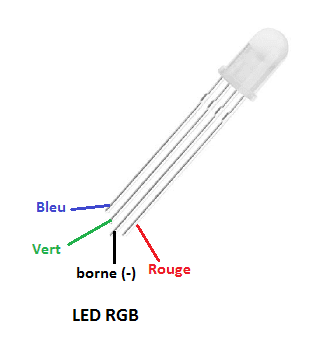 Bleu
Vert
borne (-)
Rouge
LED RGB